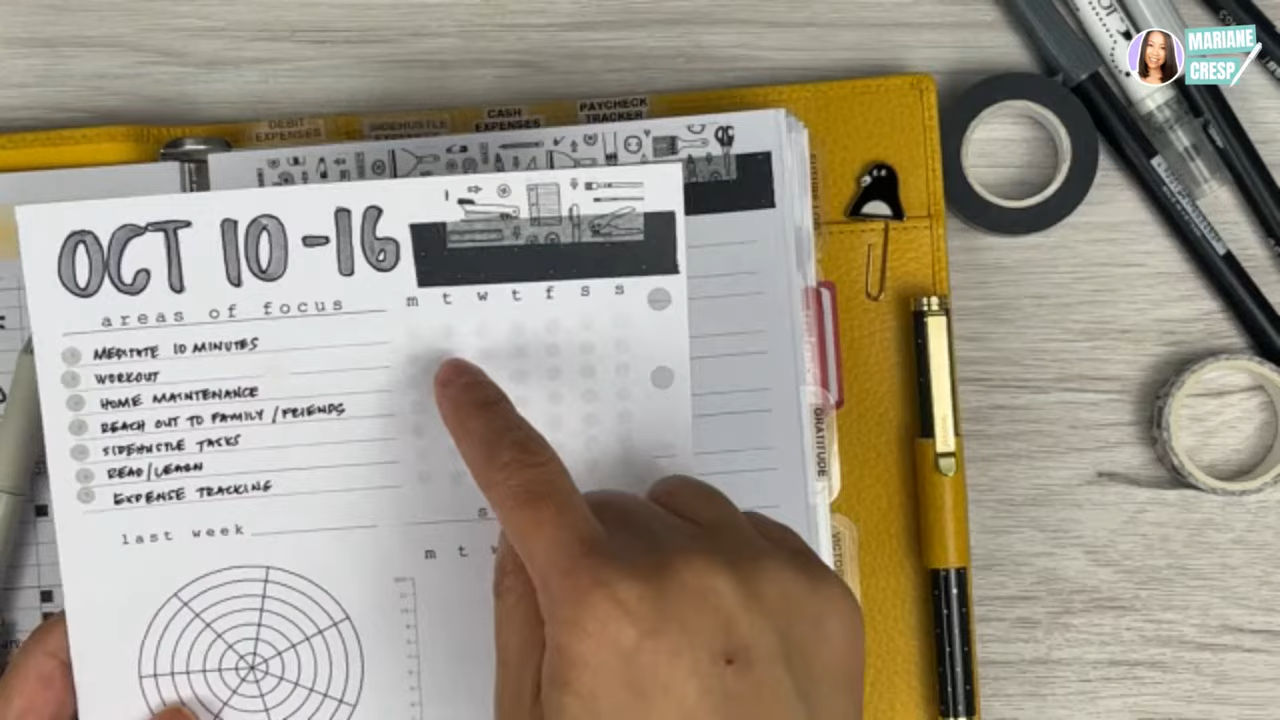 MARIANE
CRESP
DEBIT
EXPENSES
SIDEHUSTLE
CASH
EXPENSES
PAYCHECK
TRACKER
OCT 10-16
areas of focus
m t w t f s s
MEDITATE 10 MINUTES
WORKOUT
HOME MAINTENANCE
REACH OUT TO FAMILY / FRIENDS
SIDEHUSTLE TASKS
READ/LEARN
EXPENSE TRACKING
last week
s
m t w
GRATITUDE